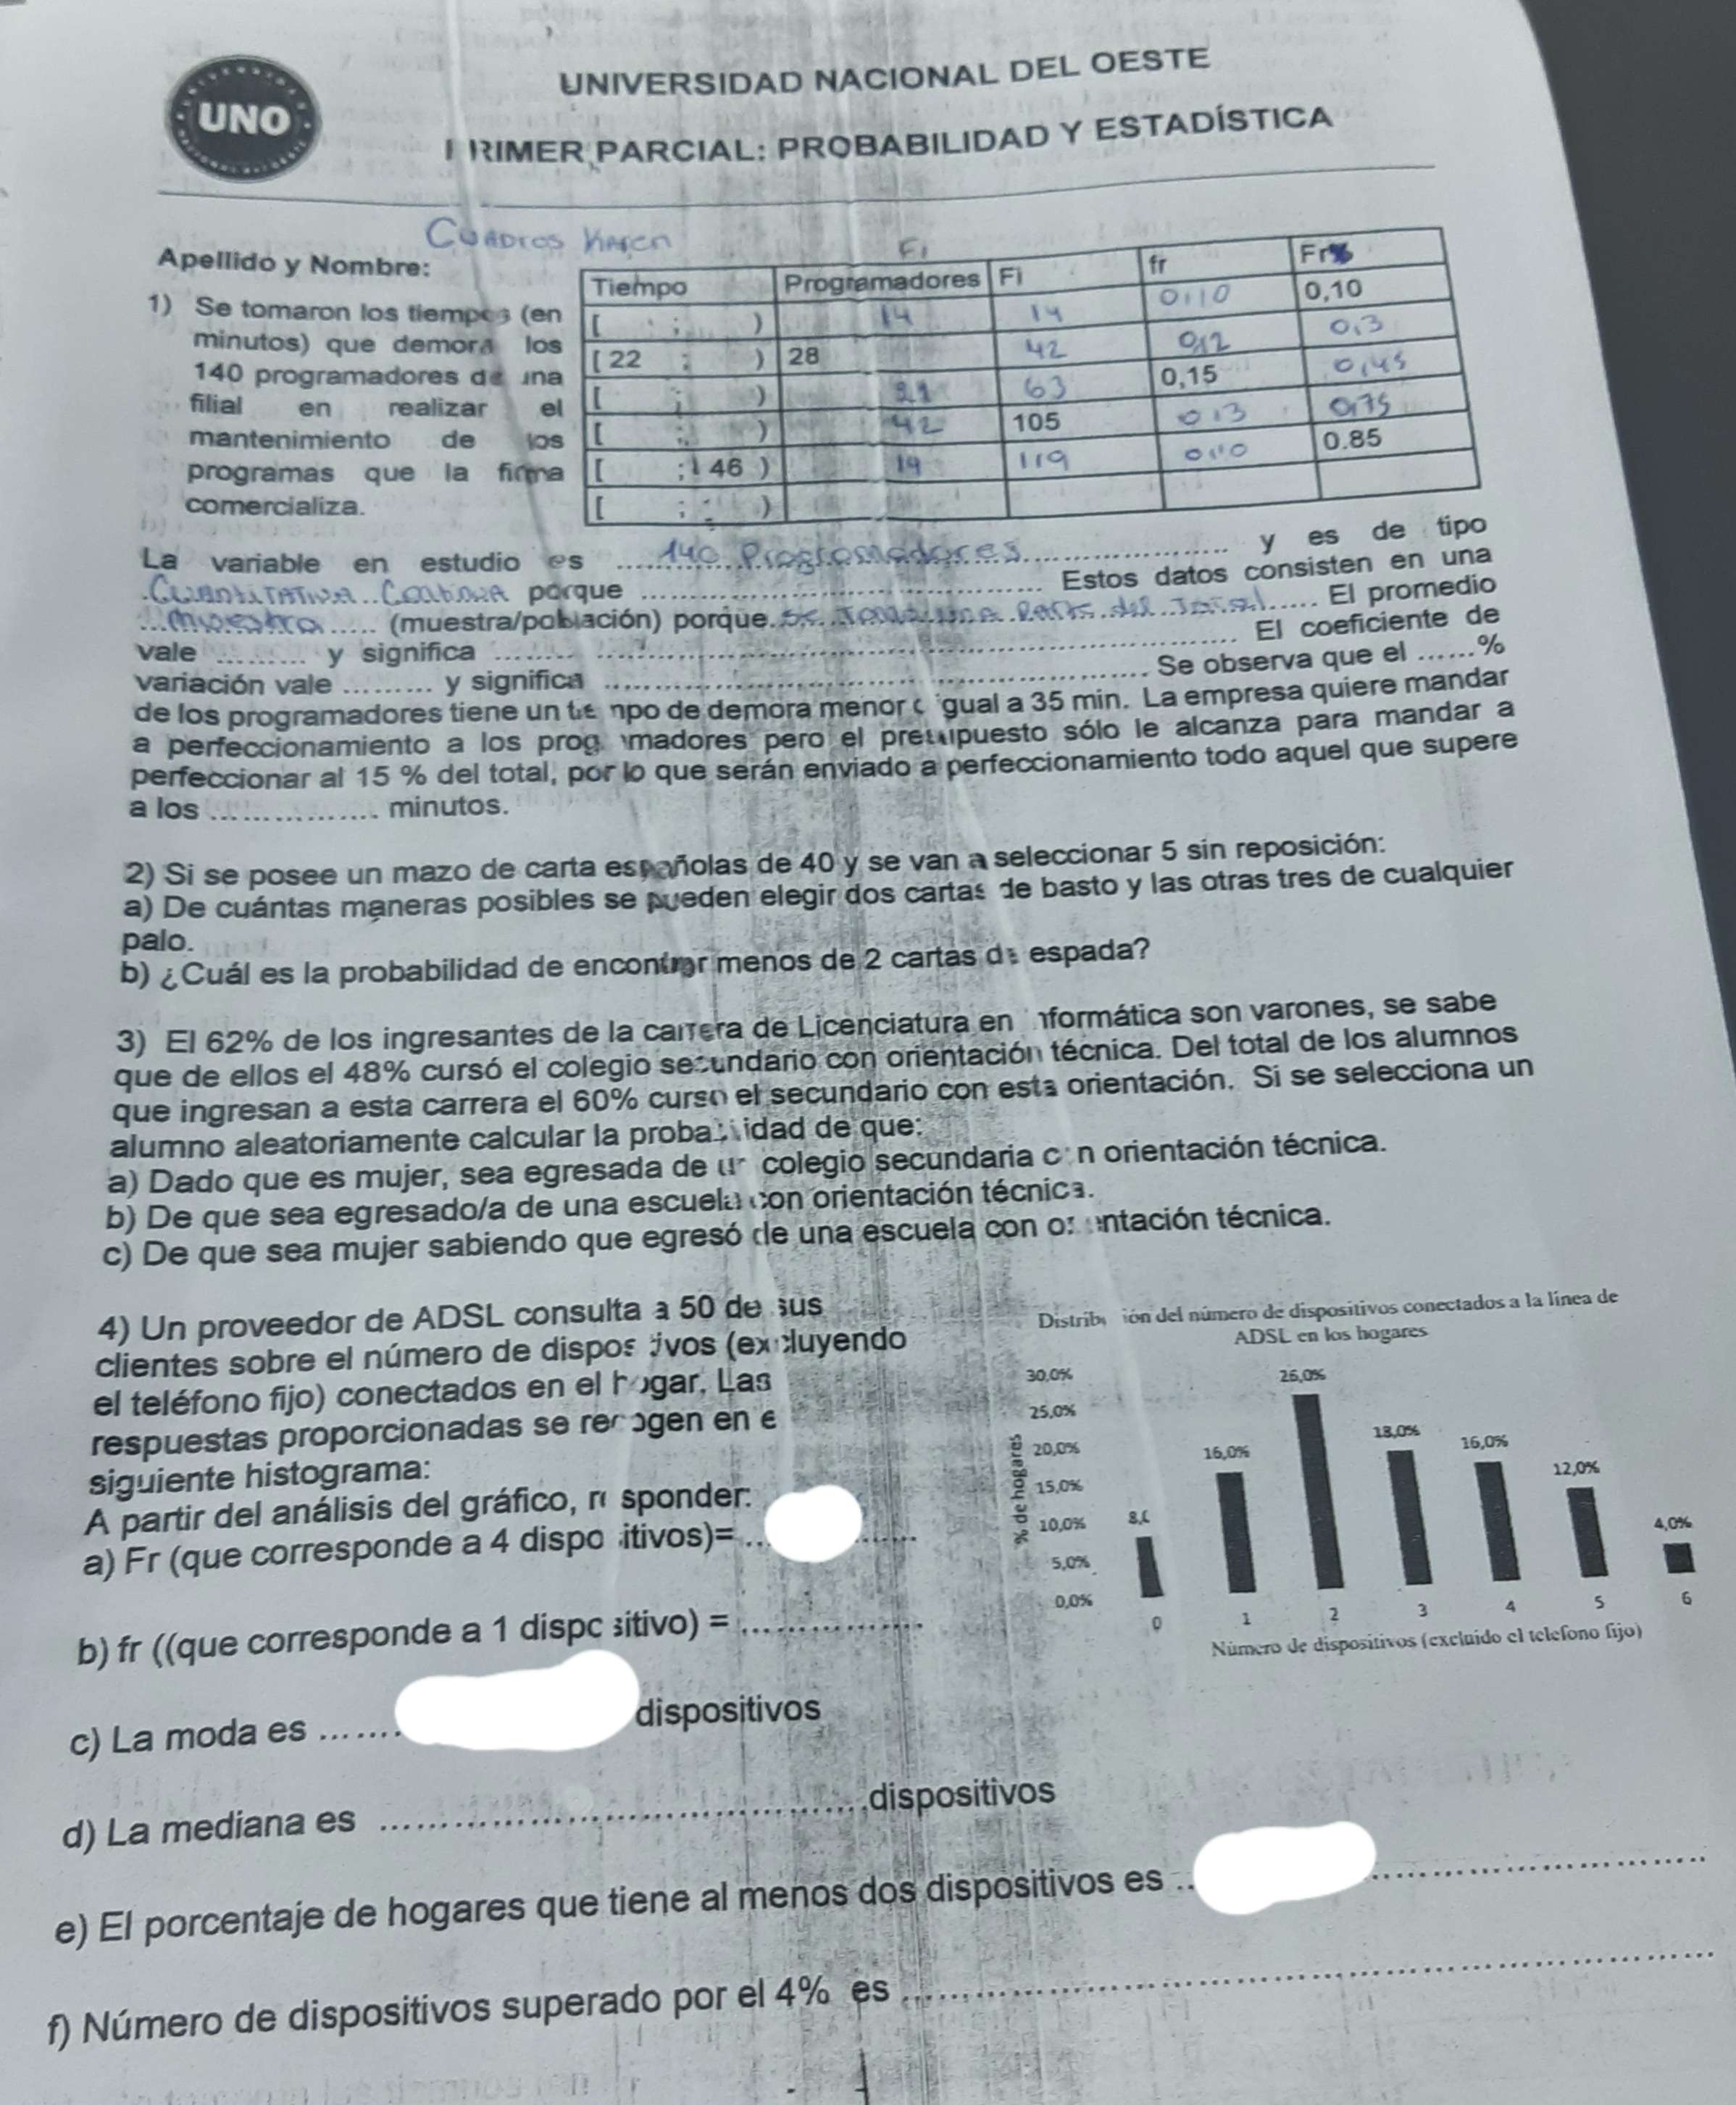 UNO
UNIVERSIDAD NACIONAL DEL OESTE
PRIMER PARCIAL: PROBABILIDAD Y ESTADÍSTICA
Cuadros Karen
Apellido y Nombre:
1) Se tomaron los tiempos (en
minutos) que demora los
140 programadores de una
filial en realizar el
mantenimiento de los
programas que la firma
comercializa.
Fi
Tiempo Programadores Fi fr Fr%
[ ; ) 14 14 0,10 0,10
[ 22 ; ) 28 42 0,2 0,3
[ ; ) 21 63 0,15 0,45
[ ; ) 42 105 0,3 0,75
[ ; 46 ) 14 119 0,10 0.85
[ ; )
La variable en estudio es ..... 140 Programadores ..... y es de tipo
Cuantitativa Continua porque ..... Estos datos consisten en una
muestra ..... (muestra/población) porque. se toma una parte del total ..... El promedio
vale ......... y significa ..... El coeficiente de
variación vale ......... y significa ..... Se observa que el ......%
de los programadores tiene un tiempo de demora menor o igual a 35 min. La empresa quiere mandar
a perfeccionamiento a los programadores pero el presupuesto sólo le alcanza para mandar a
perfeccionar al 15 % del total, por lo que serán enviado a perfeccionamiento todo aquel que supere
a los ................ minutos.
2) Si se posee un mazo de carta españolas de 40 y se van a seleccionar 5 sin reposición:
a) De cuántas maneras posibles se pueden elegir dos cartas de basto y las otras tres de cualquier
palo.
b) ¿Cuál es la probabilidad de encontrar menos de 2 cartas de espada?
3) El 62% de los ingresantes de la carrera de Licenciatura en Informática son varones, se sabe
que de ellos el 48% cursó el colegio secundario con orientación técnica. Del total de los alumnos
que ingresan a esta carrera el 60% curso el secundario con esta orientación. Si se selecciona un
alumno aleatoriamente calcular la probabilidad de que:
a) Dado que es mujer, sea egresada de un colegio secundaria con orientación técnica.
b) De que sea egresado/a de una escuela con orientación técnica.
c) De que sea mujer sabiendo que egresó de una escuela con orientación técnica.
4) Un proveedor de ADSL consulta a 50 de sus
clientes sobre el número de dispositivos (excluyendo
el teléfono fijo) conectados en el hogar. Las
respuestas proporcionadas se recogen en e
siguiente histograma:
A partir del análisis del gráfico, responder:
a) Fr (que corresponde a 4 dispositivos)= ..
b) fr ((que corresponde a 1 dispositivo) = ..................
c) La moda es ....... dispositivos
d) La mediana es ..................dispositivos
e) El porcentaje de hogares que tiene al menos dos dispositivos es ..
f) Número de dispositivos superado por el 4% es ..................
Distribución del número de dispositivos conectados a la línea de
ADSL en los hogares
% de hogares
30,0%
25,0%
20,0%
15,0%
10,0%
5,0%
0,0%
8,0
16,0%
26,0%
18,0%
16,0%
12,0%
4,0%
0 1 2 3 4 5 6
Número de dispositivos (excluido el telefono fijo)